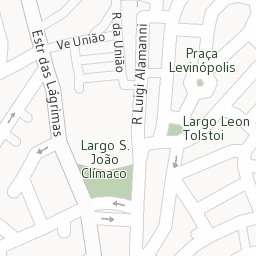 R da União
Ve União
Estr das Lágrimas
R Luigi Alamanni
Praça
Levinópolis
Largo Leon
Tolstoi
Largo S.
João
Clímaco